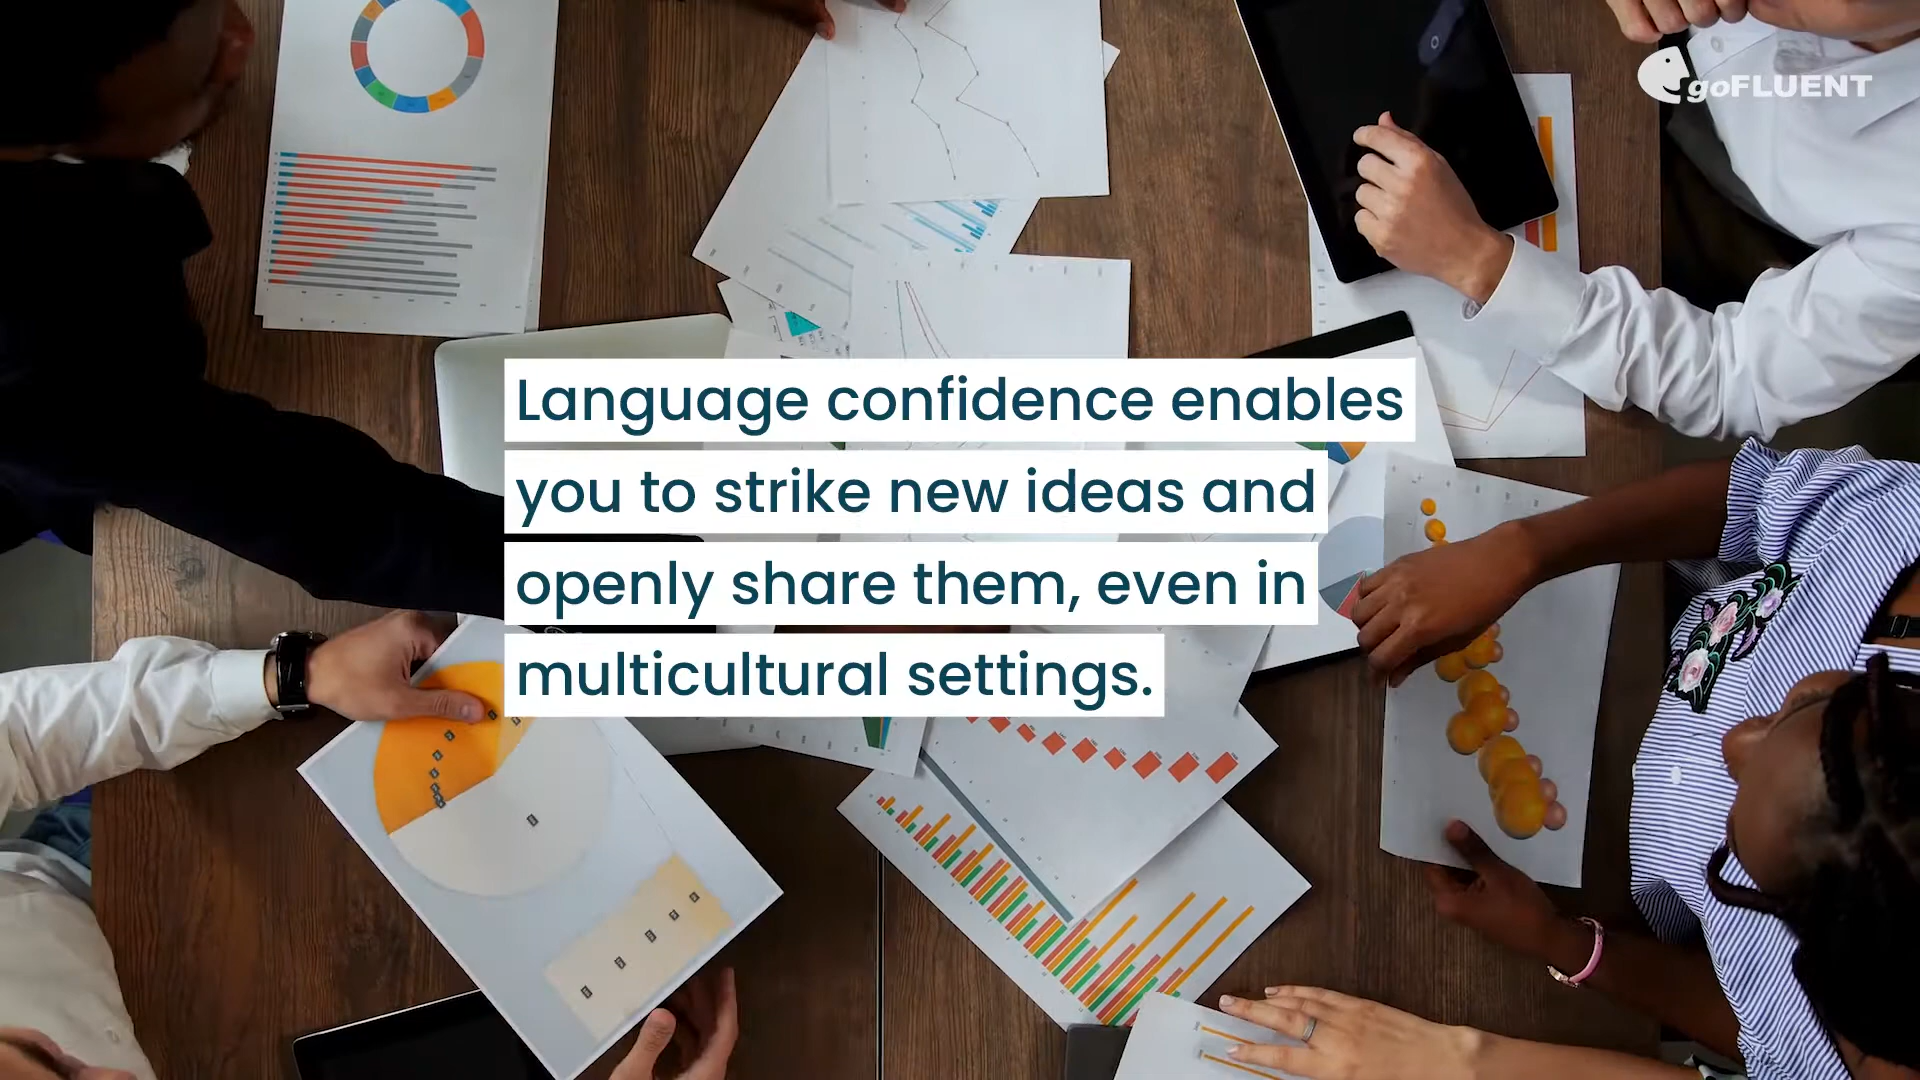 goFLUENT
Language confidence enables
you to strike new ideas and
openly share them, even in
multicultural settings.